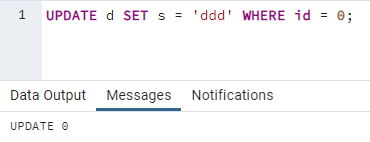 1 UPDATE d SET s = 'ddd' WHERE id = 0;
Data Output Messages Notifications
UPDATE 0